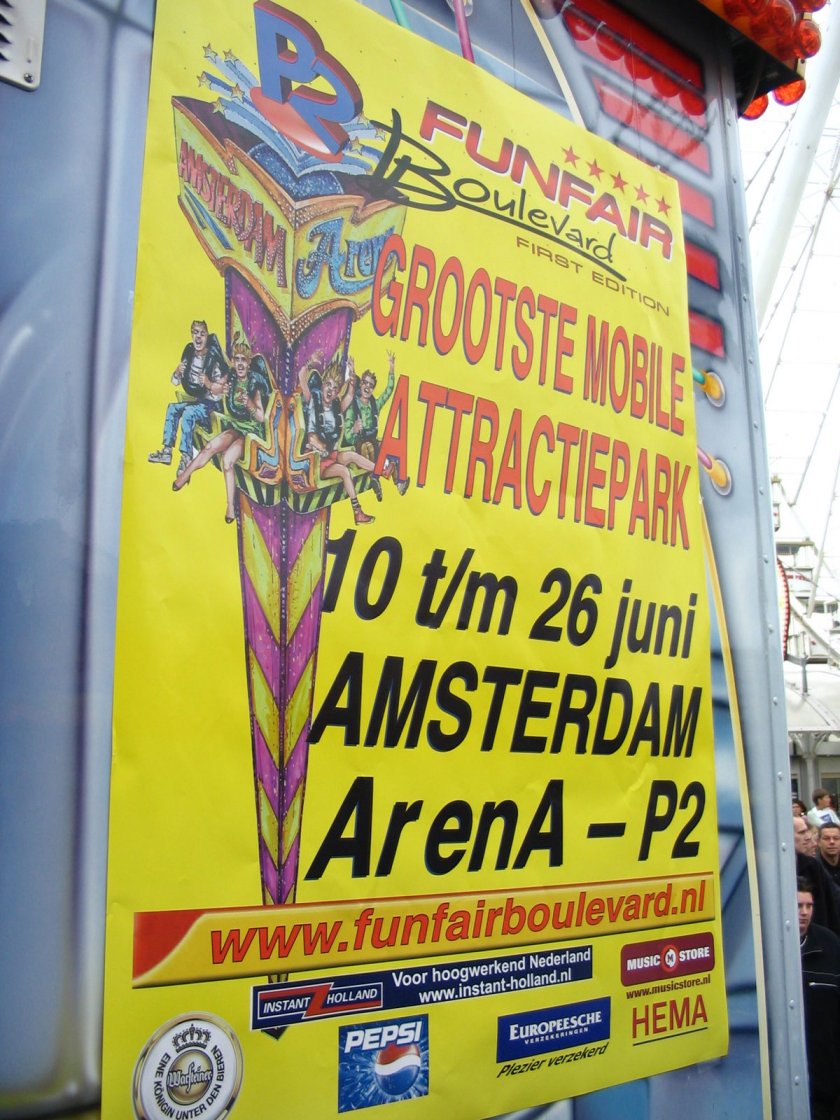 P2
AMSTERDAM
ArenA
FUNFAIR
Boulevard
FIRST EDITION
GROOTSTE MOBILE
ATTRACTIEPARK
10 t/m 26 juni
AMSTERDAM
ArenA – P2
www.funfairboulevard.nl
INSTANT HOLLAND
Voor hoogwerkend Nederland
www.instant-holland.nl
MUSIC M STORE
www.musicstore.nl
HEMA
EUROPEESCHE
VERZEKERINGEN
Plezier verzekerd
PEPSI
Warsteiner
EINE KÖNIGIN UNTER DEN BIEREN